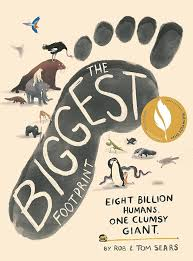 THE
BIGGEST
FOOTPRINT
EIGHT BILLION
HUMANS.
ONE CLUMSY
GIANT.
BY ROB & TOM SEARS